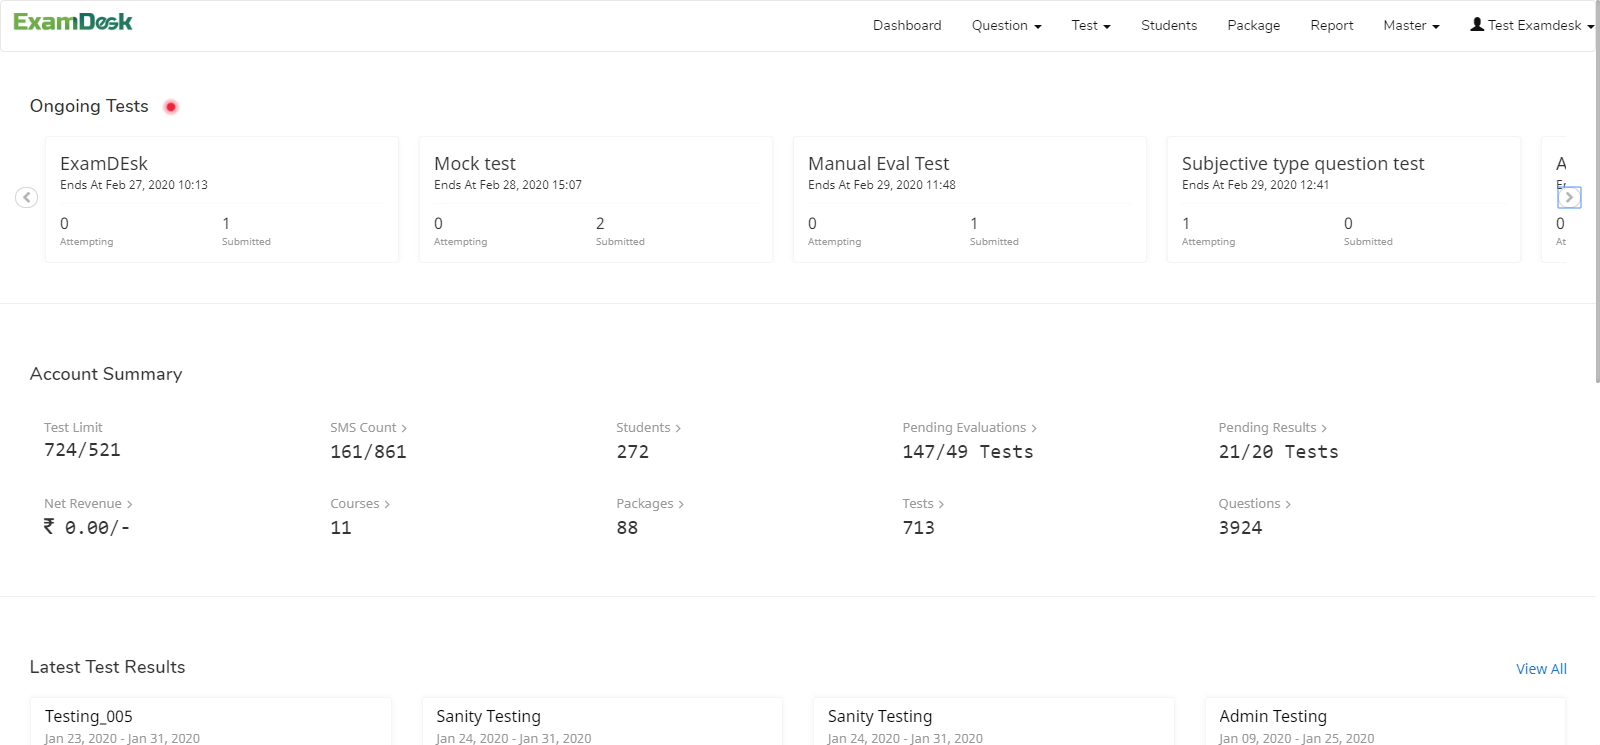 ExamDesk
Dashboard Question Test Students Package Report Master Test Examdesk
Ongoing Tests
ExamDEsk Mock test Manual Eval Test Subjective type question test A
Ends At Feb 27, 2020 10:13 Ends At Feb 28, 2020 15:07 Ends At Feb 29, 2020 11:48 Ends At Feb 29, 2020 12:41
0 1 0 2 0 1 1 0 0
Attempting Submitted Attempting Submitted Attempting Submitted Attempting Submitted At
Account Summary
Test Limit SMS Count Students Pending Evaluations Pending Results
724/521 161/861 272 147/49 Tests 21/20 Tests
Net Revenue Courses Packages Tests Questions
₹ 0.00/- 11 88 713 3924
Latest Test Results View All
Testing_005 Sanity Testing Sanity Testing Admin Testing
Jan 23, 2020 - Jan 31, 2020 Jan 24, 2020 - Jan 31, 2020 Jan 24, 2020 - Jan 31, 2020 Jan 09, 2020 - Jan 25, 2020